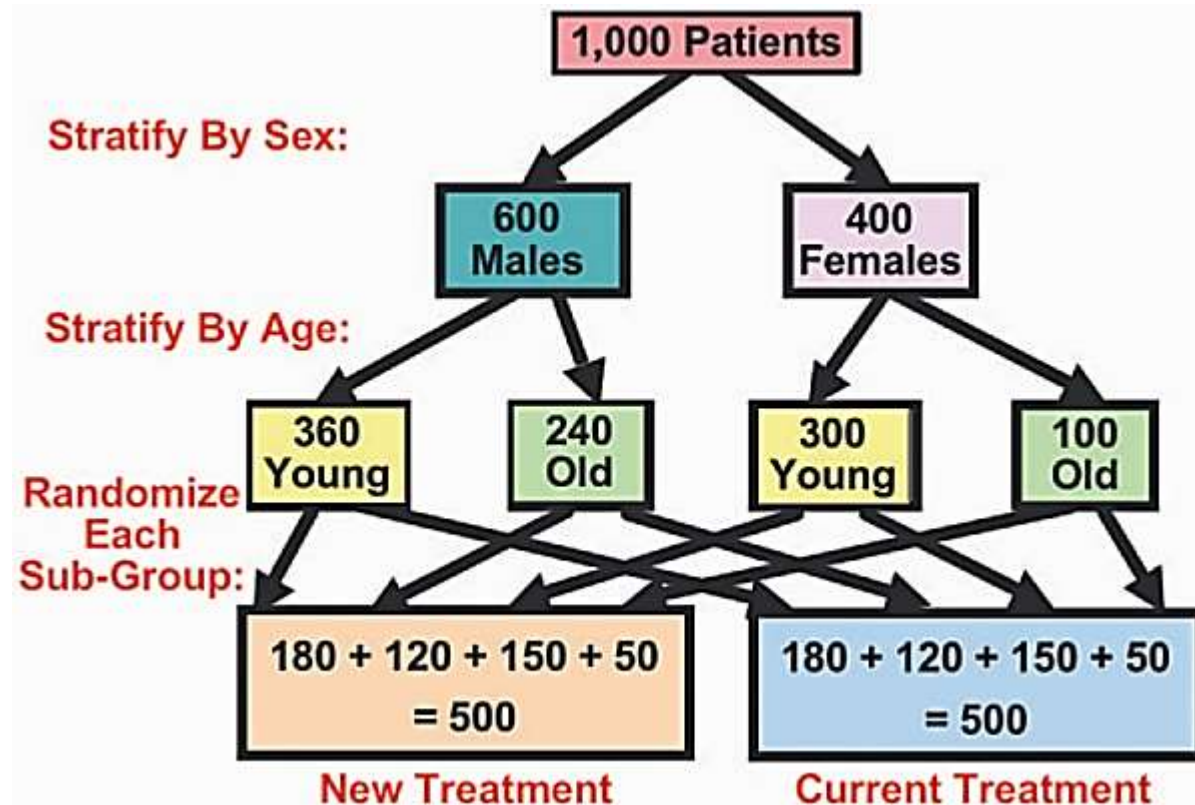 1,000 Patients
Stratify By Sex:
600
Males
400
Females
Stratify By Age:
360
Young
240
Old
300
Young
100
Old
Randomize
Each
Sub-Group:
180 + 120 + 150 + 50
= 500
180 + 120 + 150 + 50
= 500
New Treatment
Current Treatment